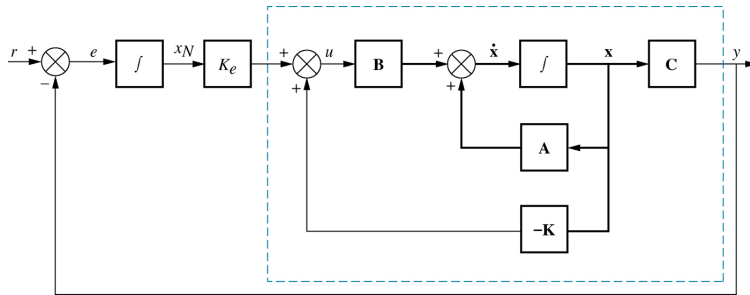 r + e ∫ x_N K_e + u B + ẋ ∫ x C y
− + +
A
−K